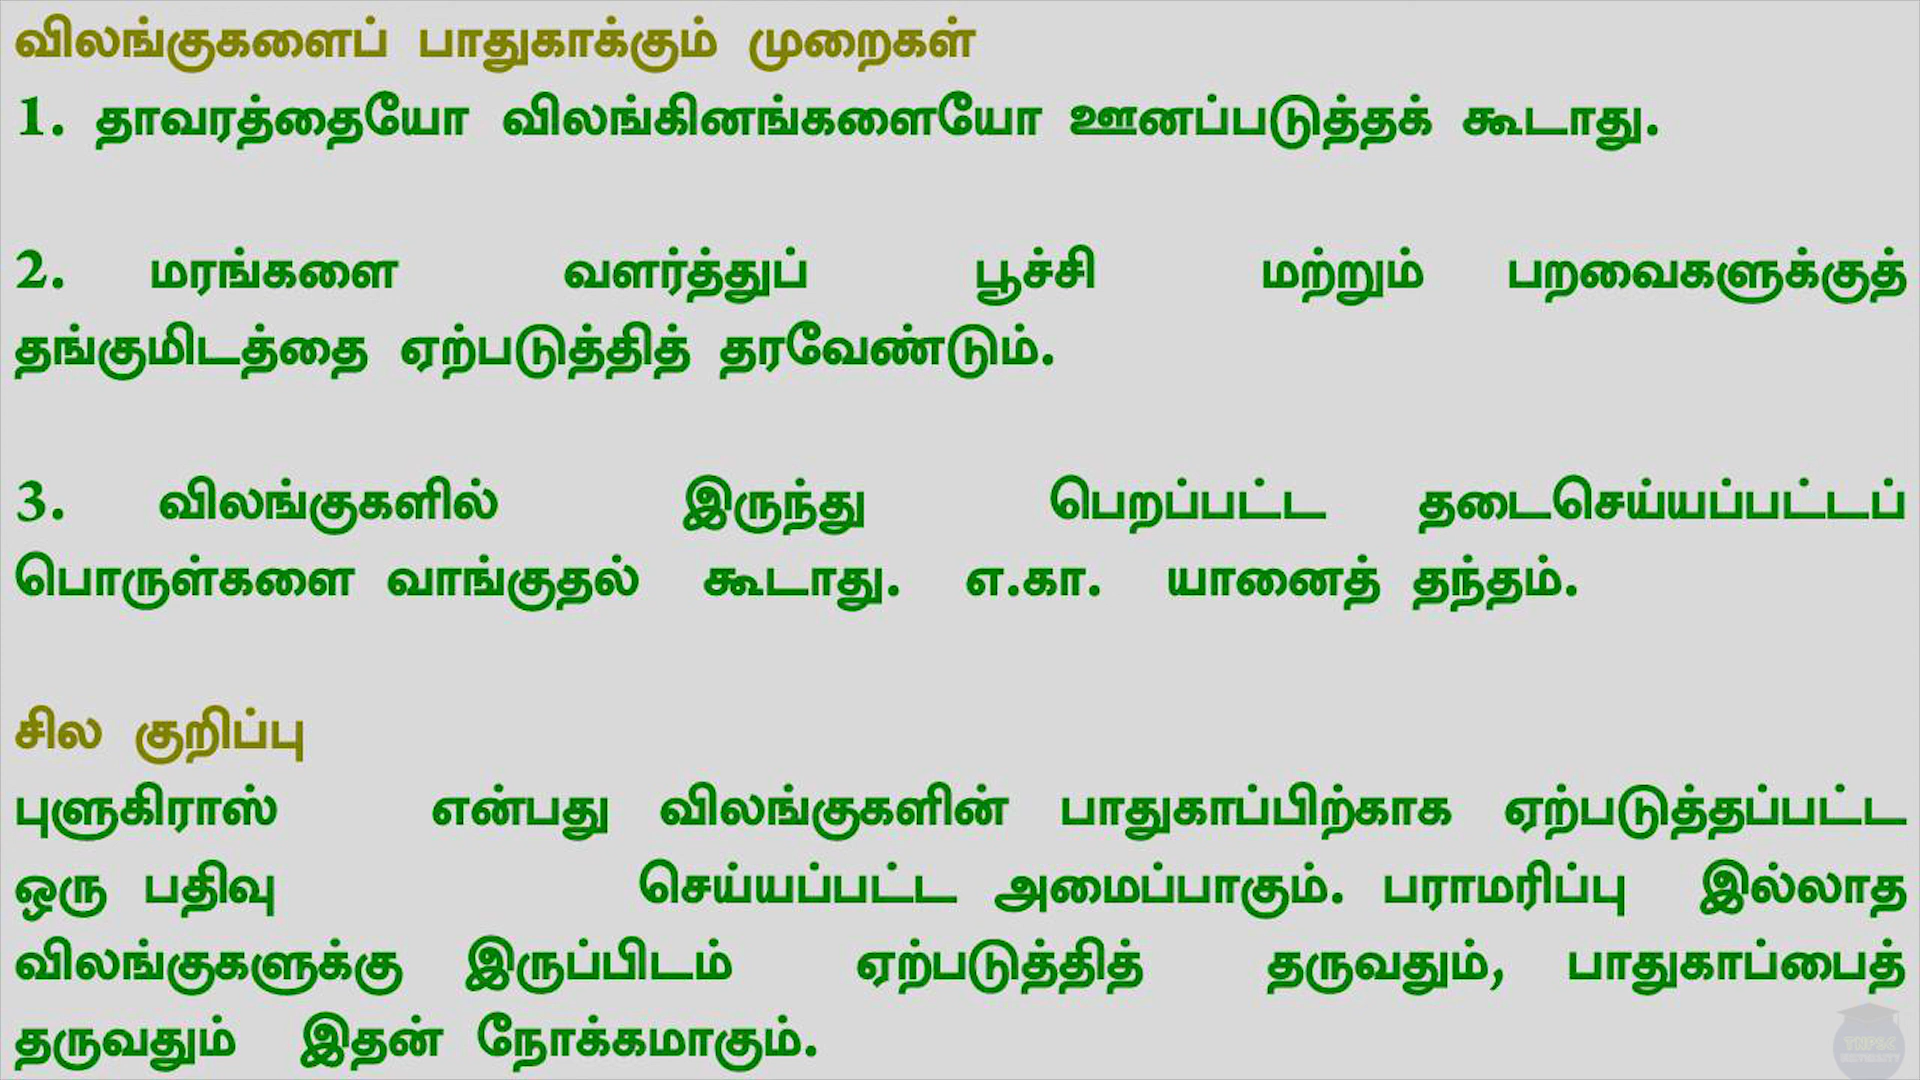 விலங்குகளைப் பாதுகாக்கும் முறைகள்
1. தாவரத்தையோ விலங்கினங்களையோ ஊனப்படுத்தக் கூடாது.
2. மரங்களை வளர்த்துப் பூச்சி மற்றும் பறவைகளுக்குத்
தங்குமிடத்தை ஏற்படுத்தித் தரவேண்டும்.
3. விலங்குகளில் இருந்து பெறப்பட்ட தடைசெய்யப்பட்டப்
பொருள்களை வாங்குதல் கூடாது. எ.கா. யானைத் தந்தம்.
சில குறிப்பு
புளுகிராஸ் என்பது விலங்குகளின் பாதுகாப்பிற்காக ஏற்படுத்தப்பட்ட
ஒரு பதிவு செய்யப்பட்ட அமைப்பாகும். பராமரிப்பு இல்லாத
விலங்குகளுக்கு இருப்பிடம் ஏற்படுத்தித் தருவதும், பாதுகாப்பைத்
தருவதும் இதன் நோக்கமாகும்.